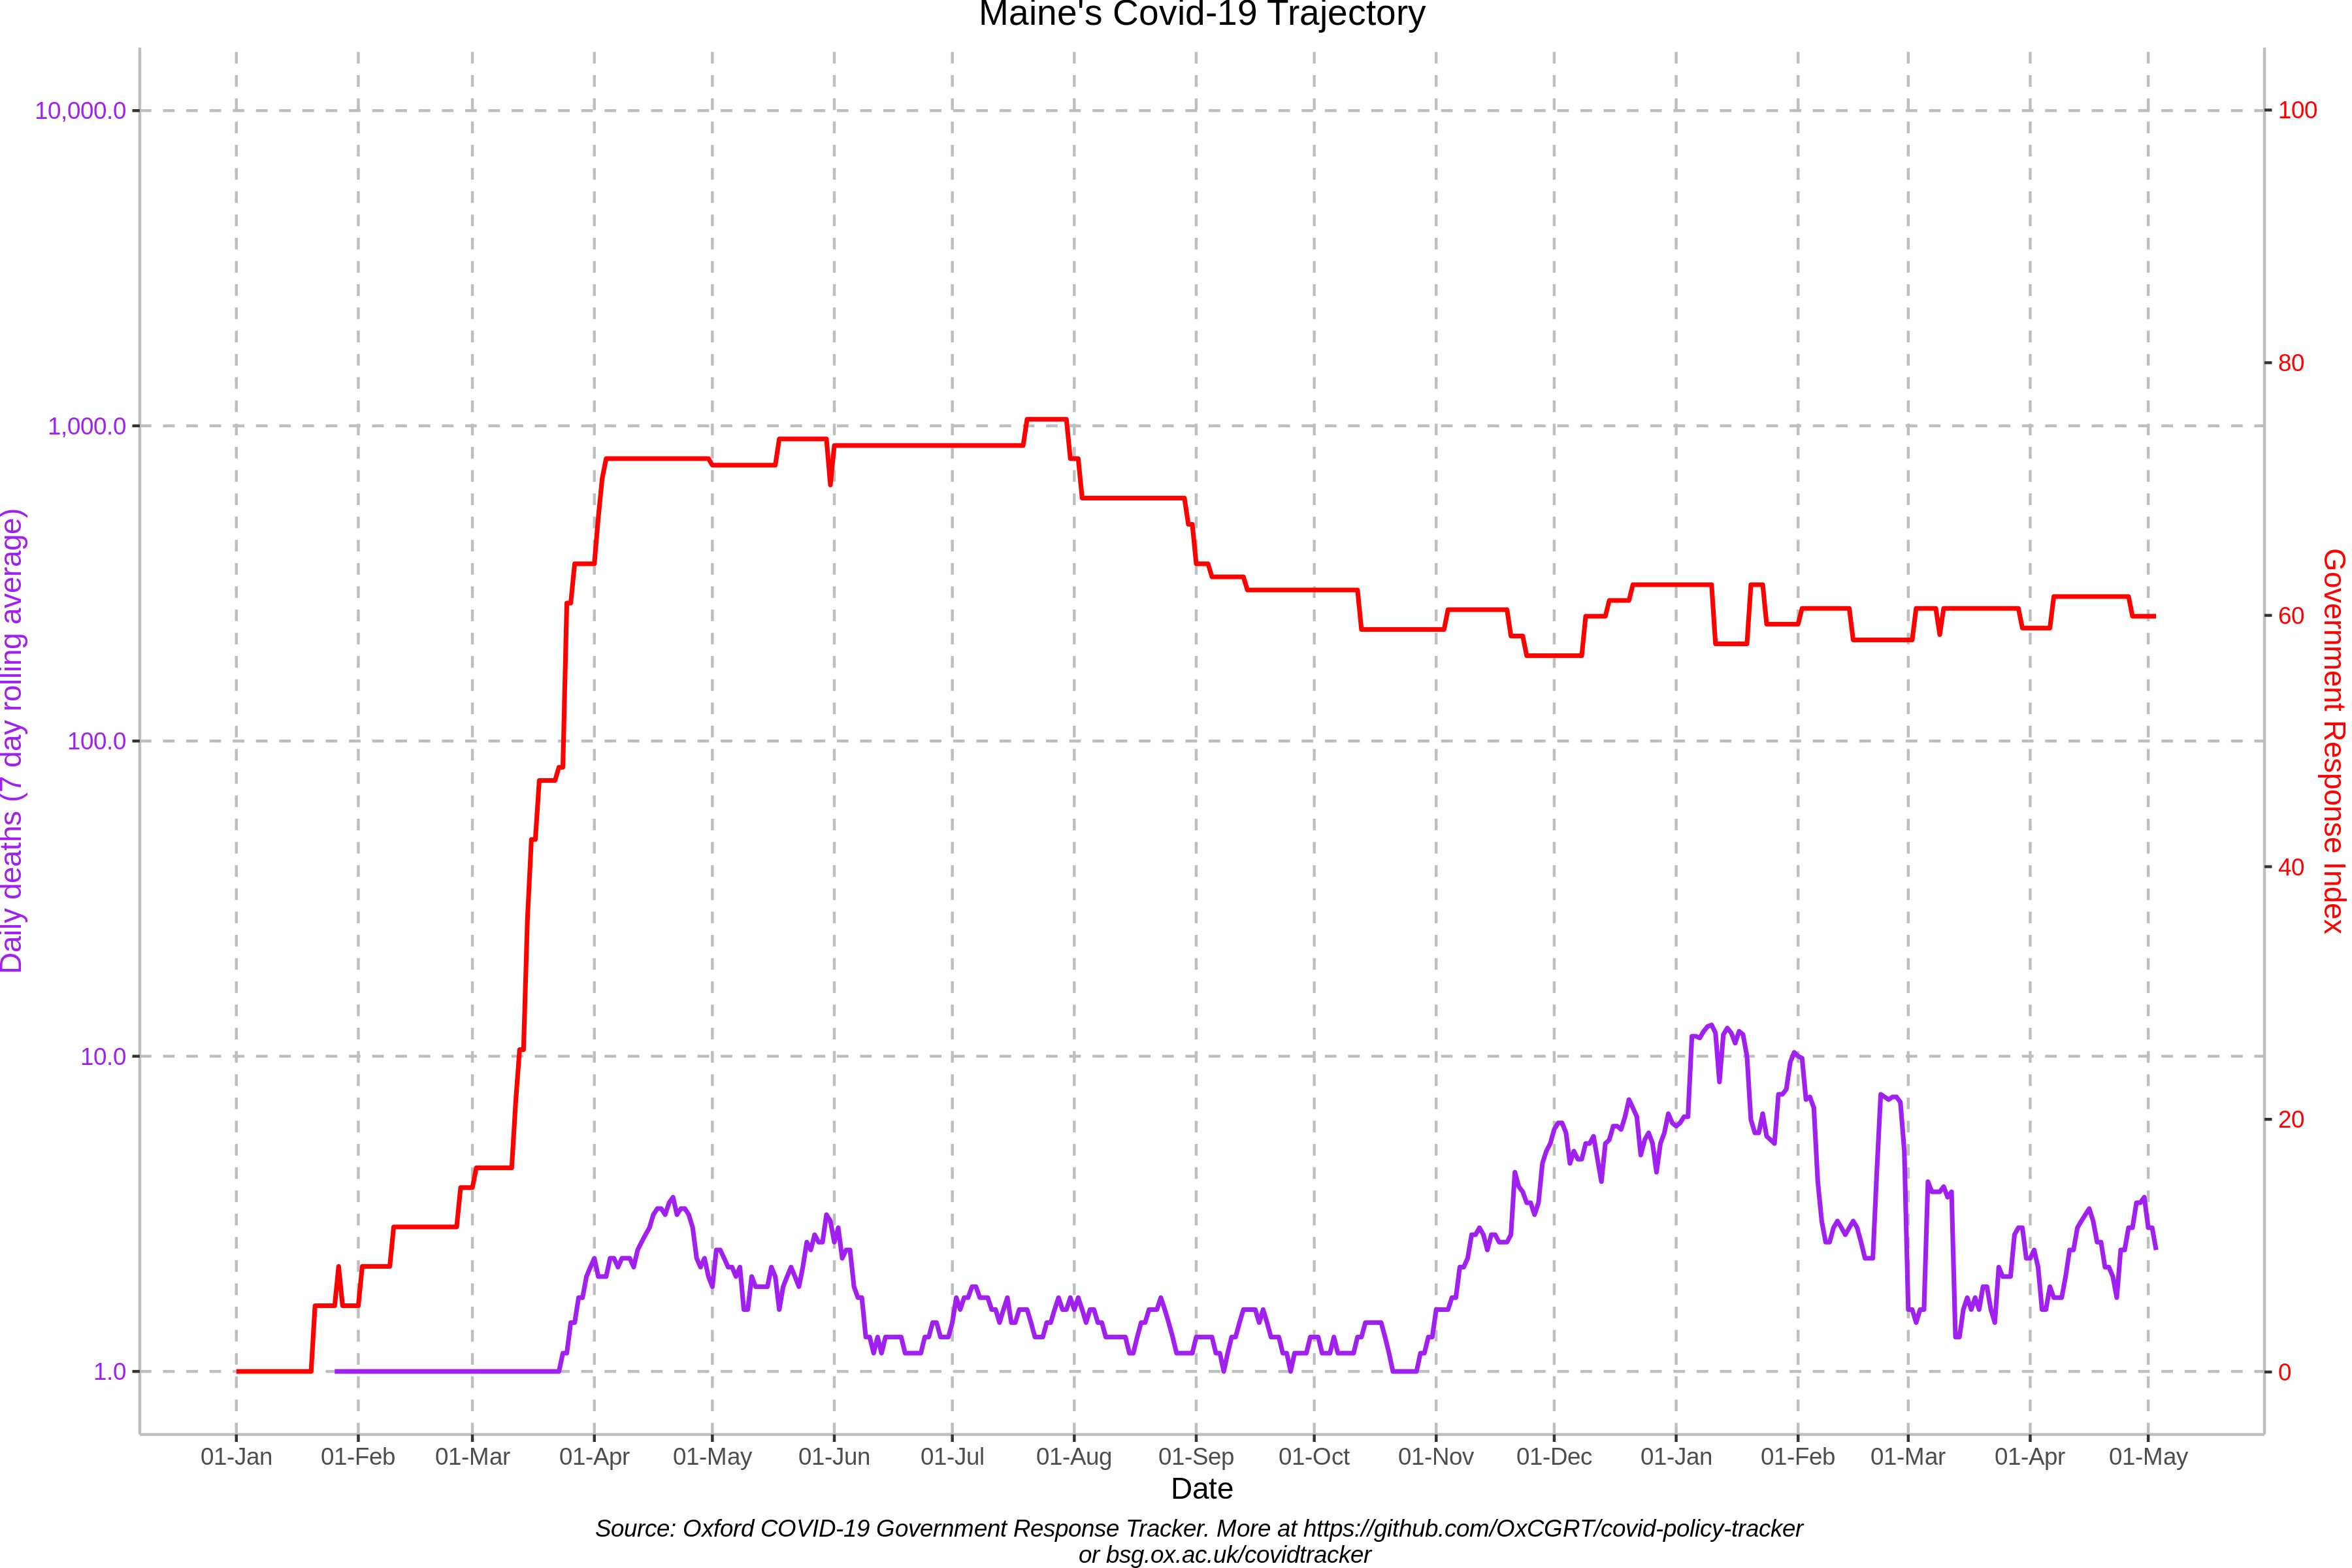 Maine's Covid-19 Trajectory
10,000.0
1,000.0
100.0
10.0
1.0
Daily deaths (7 day rolling average)
100
80
60
40
20
0
Government Response Index
01-Jan 01-Feb 01-Mar 01-Apr 01-May 01-Jun 01-Jul 01-Aug 01-Sep 01-Oct 01-Nov 01-Dec 01-Jan 01-Feb 01-Mar 01-Apr 01-May
Date
Source: Oxford COVID-19 Government Response Tracker. More at https://github.com/OxCGRT/covid-policy-tracker
or bsg.ox.ac.uk/covidtracker